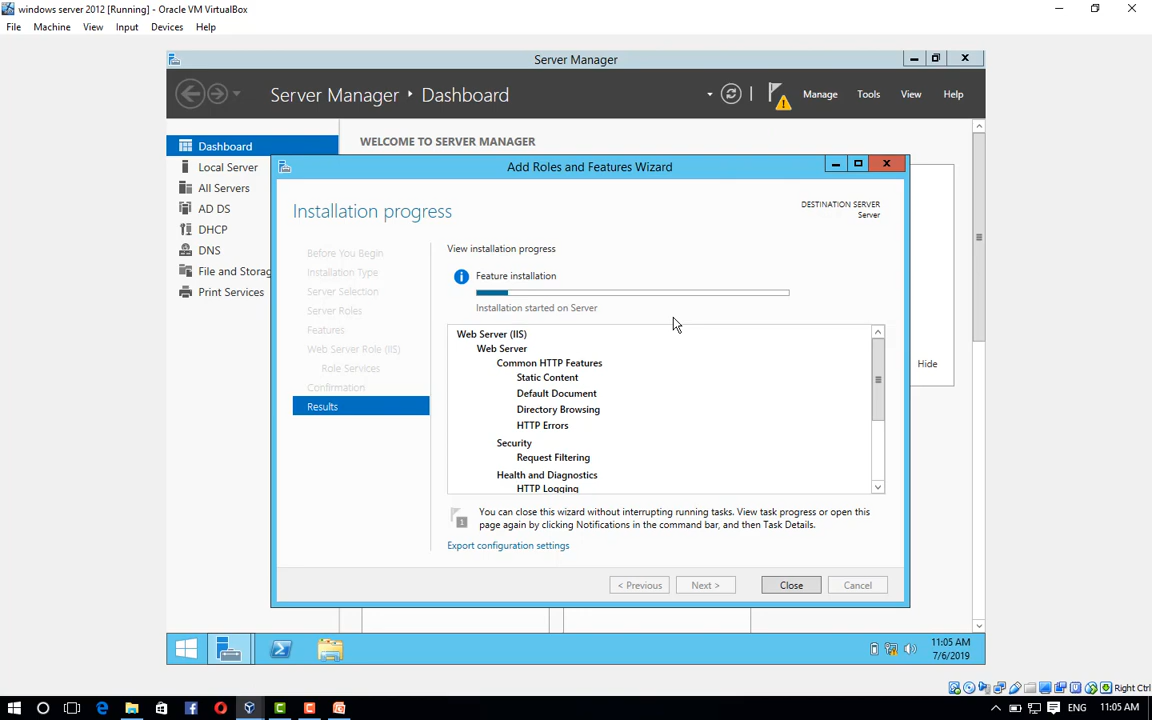 windows server 2012 [Running] - Oracle VM VirtualBox
File Machine View Input Devices Help
Server Manager
Server Manager ‣ Dashboard
Manage Tools View Help
Dashboard
Local Server
All Servers
AD DS
DHCP
DNS
File and Storag
Print Services
WELCOME TO SERVER MANAGER
Hide
Add Roles and Features Wizard
Installation progress
DESTINATION SERVER
Server
Before You Begin
Installation Type
Server Selection
Server Roles
Features
Web Server Role (IIS)
Role Services
Confirmation
Results
View installation progress
Feature installation
Installation started on Server
Web Server (IIS)
Web Server
Common HTTP Features
Static Content
Default Document
Directory Browsing
HTTP Errors
Security
Request Filtering
Health and Diagnostics
HTTP Logging
1
You can close this wizard without interrupting running tasks. View task progress or open this
page again by clicking Notifications in the command bar, and then Task Details.
Export configuration settings
< Previous Next > Close Cancel
11:05 AM
7/6/2019
Right Ctrl
ENG 11:05 AM